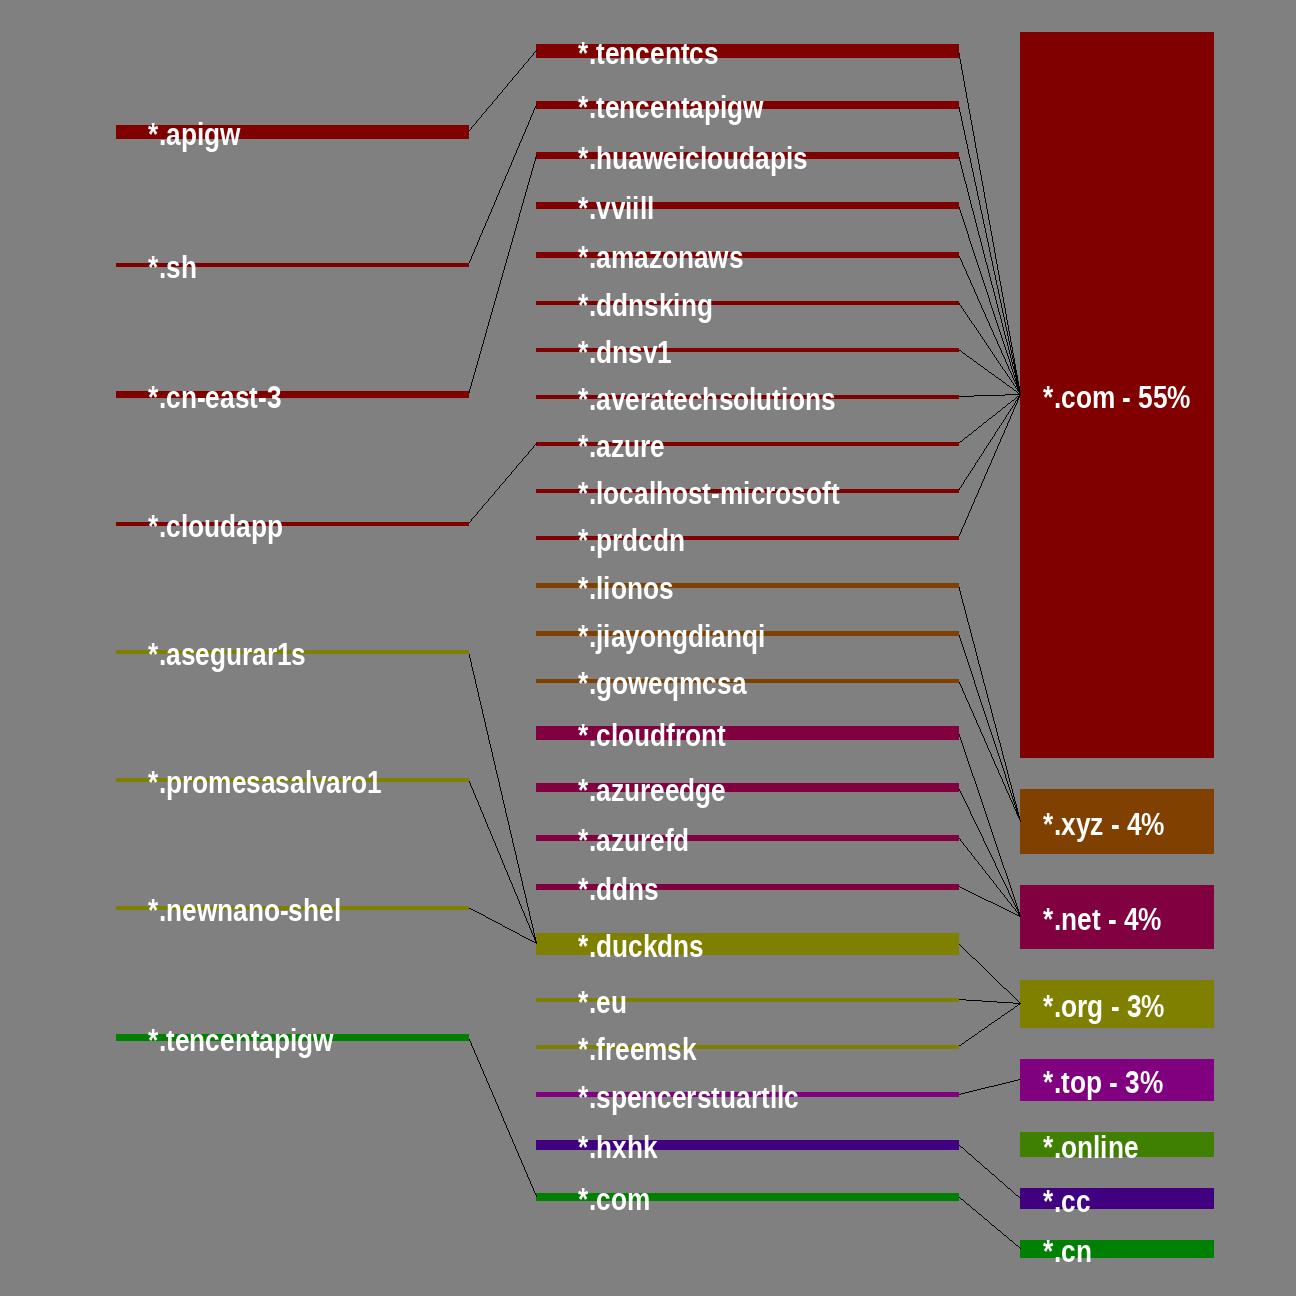 *.apigw
*.sh
*.cn-east-3
*.cloudapp
*.asegurar1s
*.promesasalvaro1
*.newnano-shel
*.tencentapigw
*.tencentcs
*.tencentapigw
*.huaweicloudapis
*.vviill
*.amazonaws
*.ddnsking
*.dnsv1
*.averatechsolutions
*.azure
*.localhost-microsoft
*.prdcdn
*.lionos
*.jiayongdianqi
*.goweqmcsa
*.cloudfront
*.azureedge
*.azurefd
*.ddns
*.duckdns
*.eu
*.freemsk
*.spencerstuartllc
*.hxhk
*.com
*.com - 55%
*.xyz - 4%
*.net - 4%
*.org - 3%
*.top - 3%
*.online
*.cc
*.cn